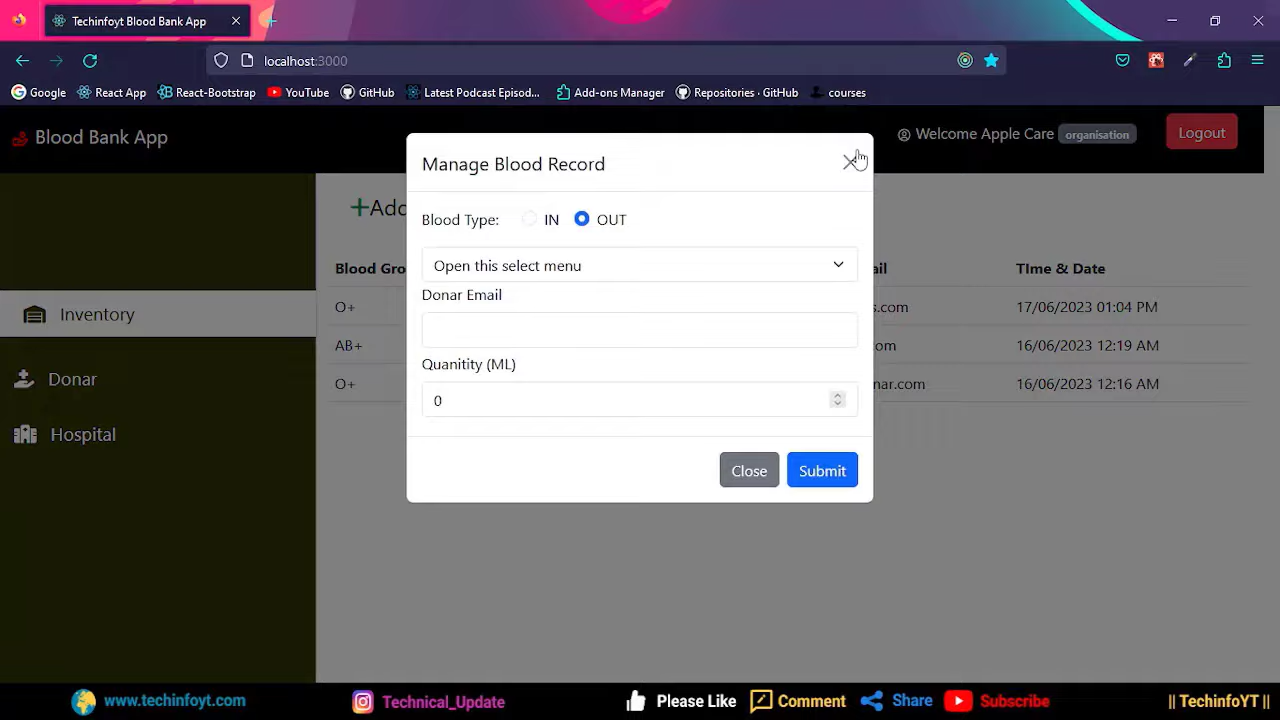 Techinfoyt Blood Bank App
localhost:3000
Google React App React-Bootstrap YouTube GitHub Latest Podcast Episod... Add-ons Manager Repositories · GitHub courses
Blood Bank App
Welcome Apple Care organisation Logout
Manage Blood Record
Blood Type: IN OUT
Open this select menu
Donar Email
Quanitity (ML)
0
Close Submit
+Add
Blood Gro ail TIme & Date
O+ s.com 17/06/2023 01:04 PM
AB+ om 16/06/2023 12:19 AM
O+ nar.com 16/06/2023 12:16 AM
Inventory
Donar
Hospital
www.techinfoyt.com Technical_Update Please Like Comment Share Subscribe || TechinfoYT ||